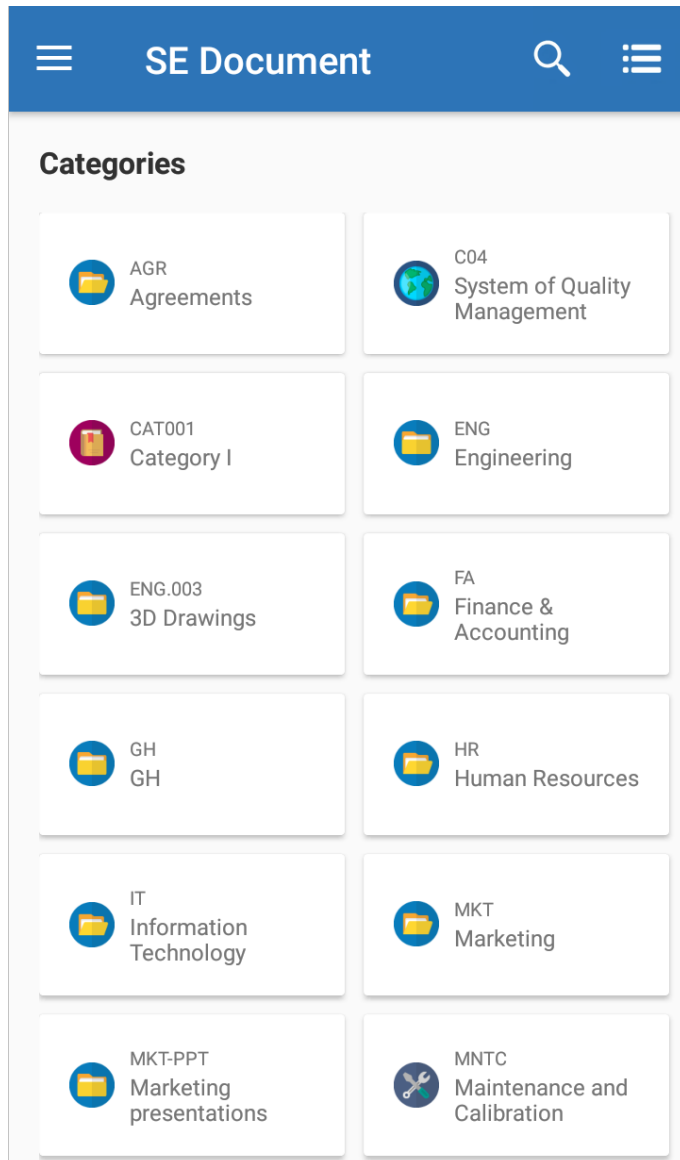 SE Document
Categories
AGR
Agreements
C04
System of Quality
Management
CAT001
Category I
ENG
Engineering
ENG.003
3D Drawings
FA
Finance &
Accounting
GH
GH
HR
Human Resources
IT
Information
Technology
MKT
Marketing
MKT-PPT
Marketing
presentations
MNTC
Maintenance and
Calibration